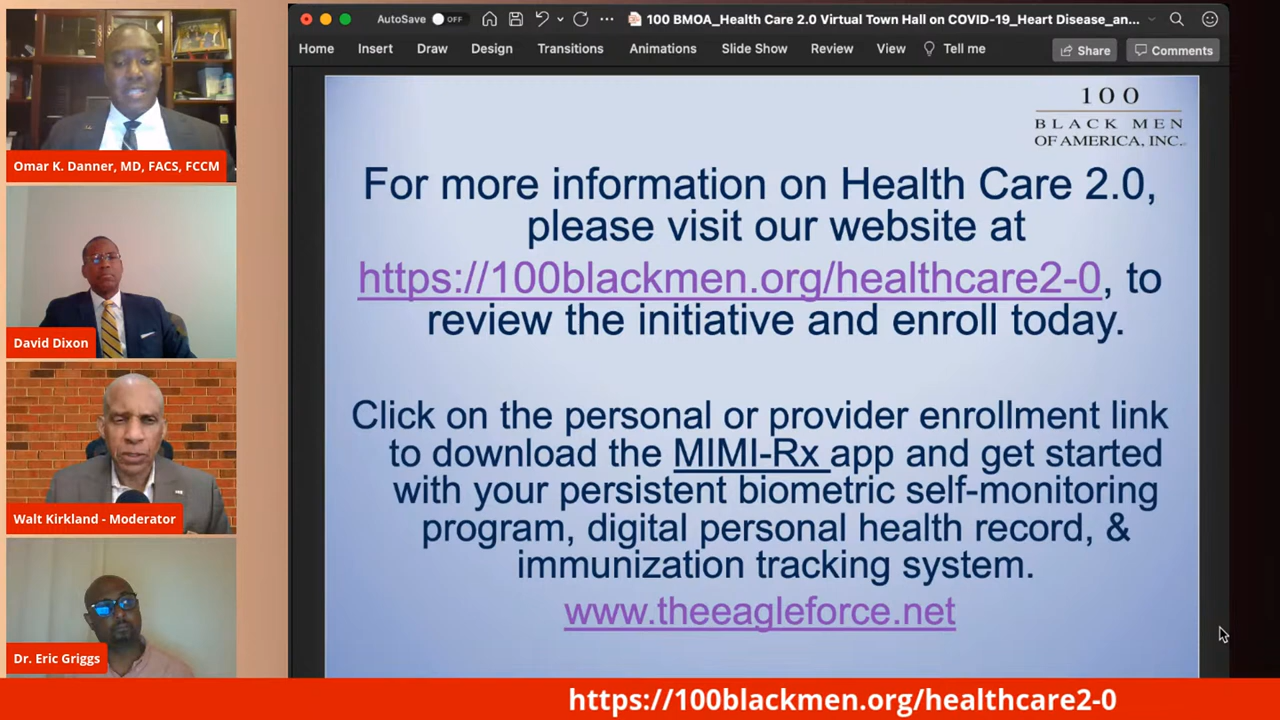 Omar K. Danner, MD, FACS, FCCM
David Dixon
Walt Kirkland - Moderator
Dr. Eric Griggs
AutoSave OFF
100 BMOA_Health Care 2.0 Virtual Town Hall on COVID-19_Heart Disease_an...
Home Insert Draw Design Transitions Animations Slide Show Review View Tell me Share Comments
100
BLACK MEN
OF AMERICA, INC.
For more information on Health Care 2.0,
please visit our website at
https://100blackmen.org/healthcare2-0, to
review the initiative and enroll today.
Click on the personal or provider enrollment link
to download the MIMI-Rx app and get started
with your persistent biometric self-monitoring
program, digital personal health record, &
immunization tracking system.
www.theeagleforce.net
https://100blackmen.org/healthcare2-0